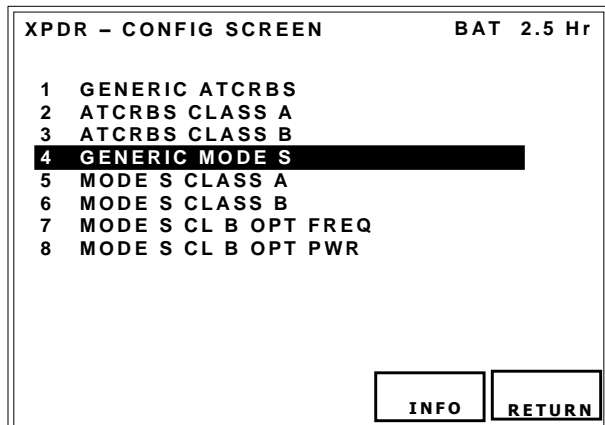 XPDR – CONFIG SCREEN BAT 2.5 Hr
1 GENERIC ATCRBS
2 ATCRBS CLASS A
3 ATCRBS CLASS B
4 GENERIC MODE S
5 MODE S CLASS A
6 MODE S CLASS B
7 MODE S CL B OPT FREQ
8 MODE S CL B OPT PWR
INFO RETURN